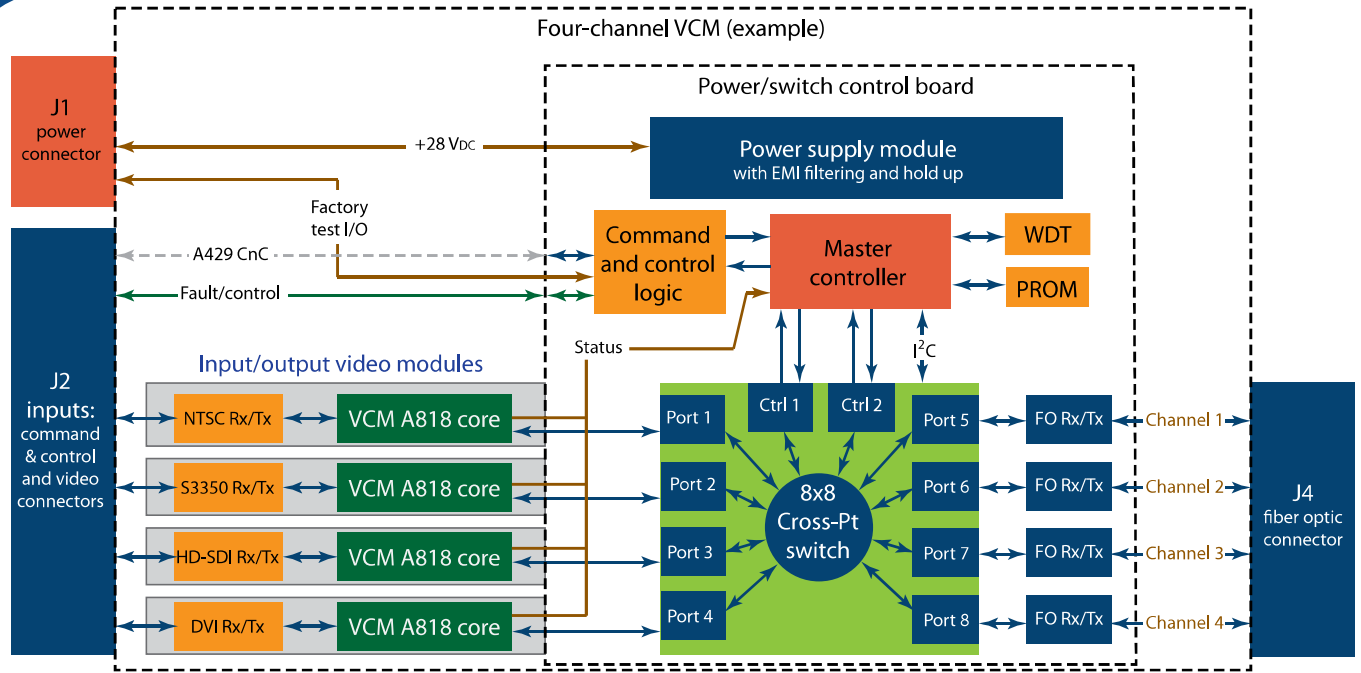 Four-channel VCM (example)
Power/switch control board
J1
power
connector
+28 VDC
Power supply module
with EMI filtering and hold up
Factory
test I/O
A429 CnC
Fault/control
Command
and control
logic
Master
controller
WDT
PROM
Status
I²C
J2
inputs:
command
& control
and video
connectors
Input/output video modules
NTSC Rx/Tx
VCM A818 core
S3350 Rx/Tx
VCM A818 core
HD-SDI Rx/Tx
VCM A818 core
DVI Rx/Tx
VCM A818 core
Port 1
Port 2
Port 3
Port 4
Ctrl 1
Ctrl 2
8x8
Cross-Pt
switch
Port 5
Port 6
Port 7
Port 8
FO Rx/Tx
Channel 1
FO Rx/Tx
Channel 2
FO Rx/Tx
Channel 3
FO Rx/Tx
Channel 4
J4
fiber optic
connector